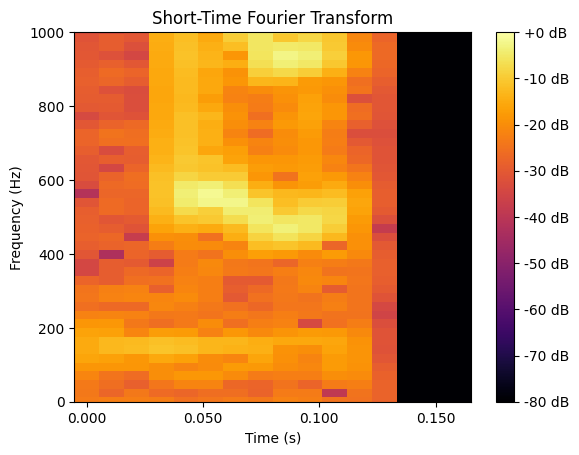 Short-Time Fourier Transform
1000
800
600
400
200
0
Frequency (Hz)
0.000
0.050
0.100
0.150
Time (s)
+0 dB
-10 dB
-20 dB
-30 dB
-40 dB
-50 dB
-60 dB
-70 dB
-80 dB